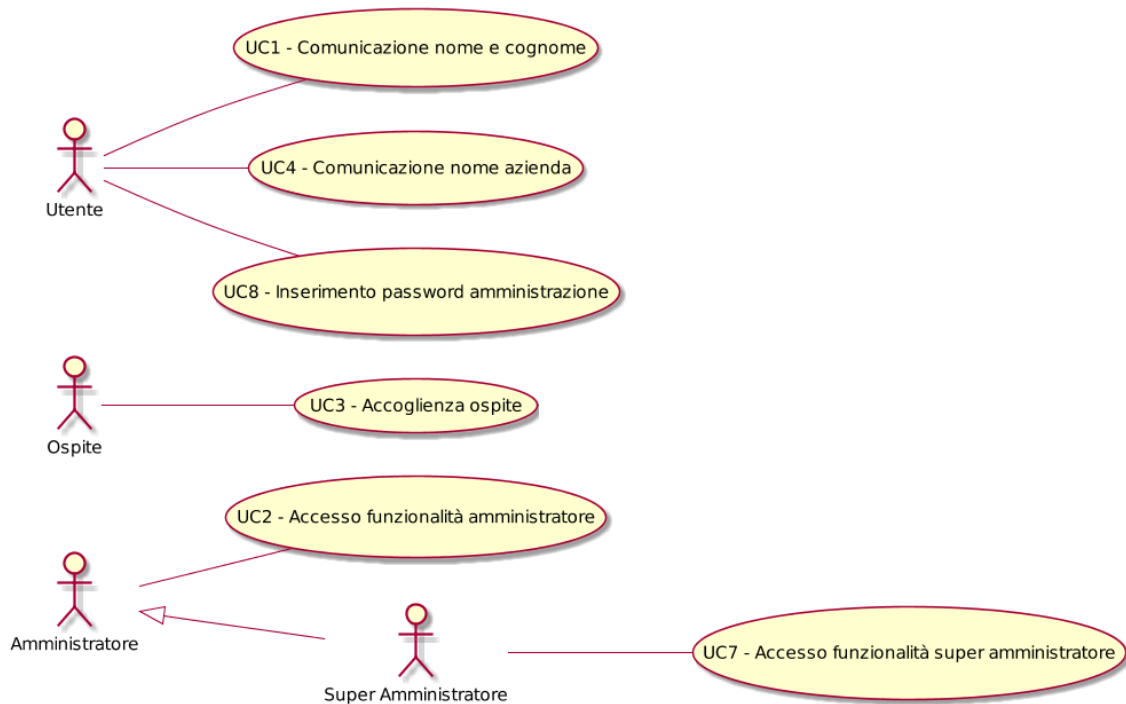 UC1 - Comunicazione nome e cognome
UC4 - Comunicazione nome azienda
Utente
UC8 - Inserimento password amministrazione
UC3 - Accoglienza ospite
Ospite
UC2 - Accesso funzionalità amministratore
Amministratore
UC7 - Accesso funzionalità super amministratore
Super Amministratore